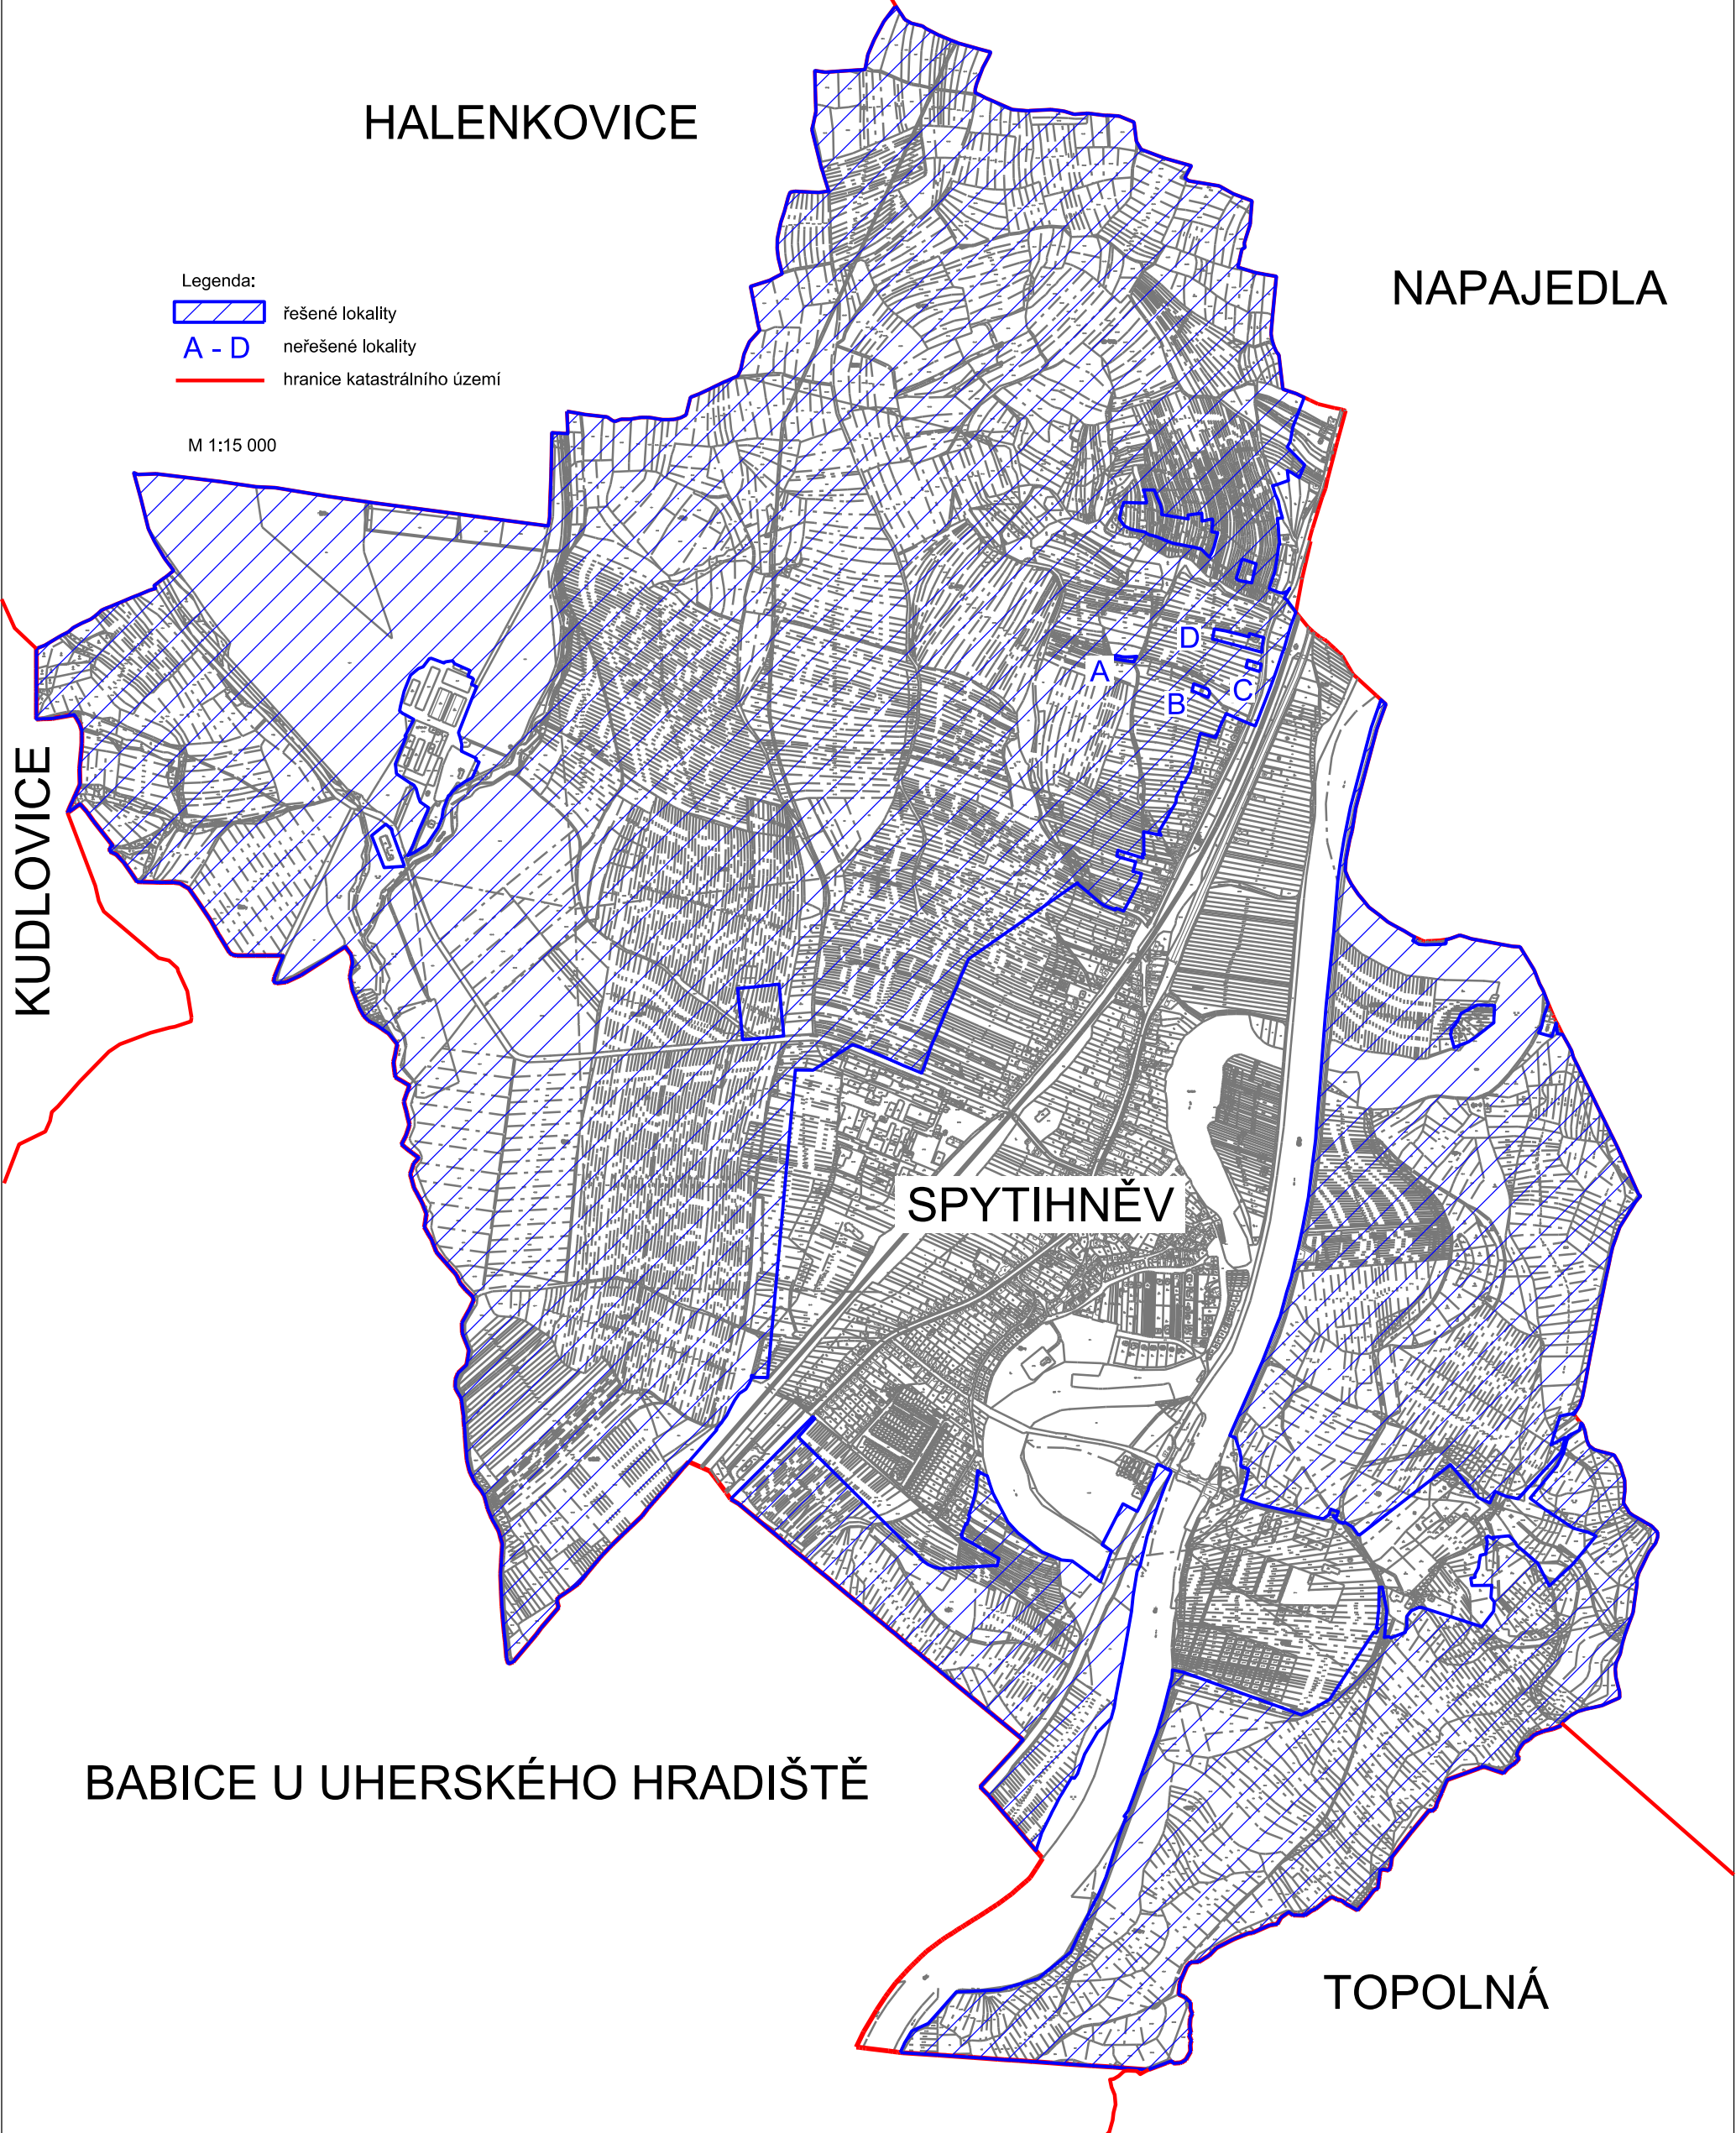 HALENKOVICE
NAPAJEDLA
Legenda:
řešené lokality
A - D neřešené lokality
hranice katastrálního území
M 1:15 000
D
A
B
C
KUDLOVICE
SPYTIHNĚV
BABICE U UHERSKÉHO HRADIŠTĚ
TOPOLNÁ